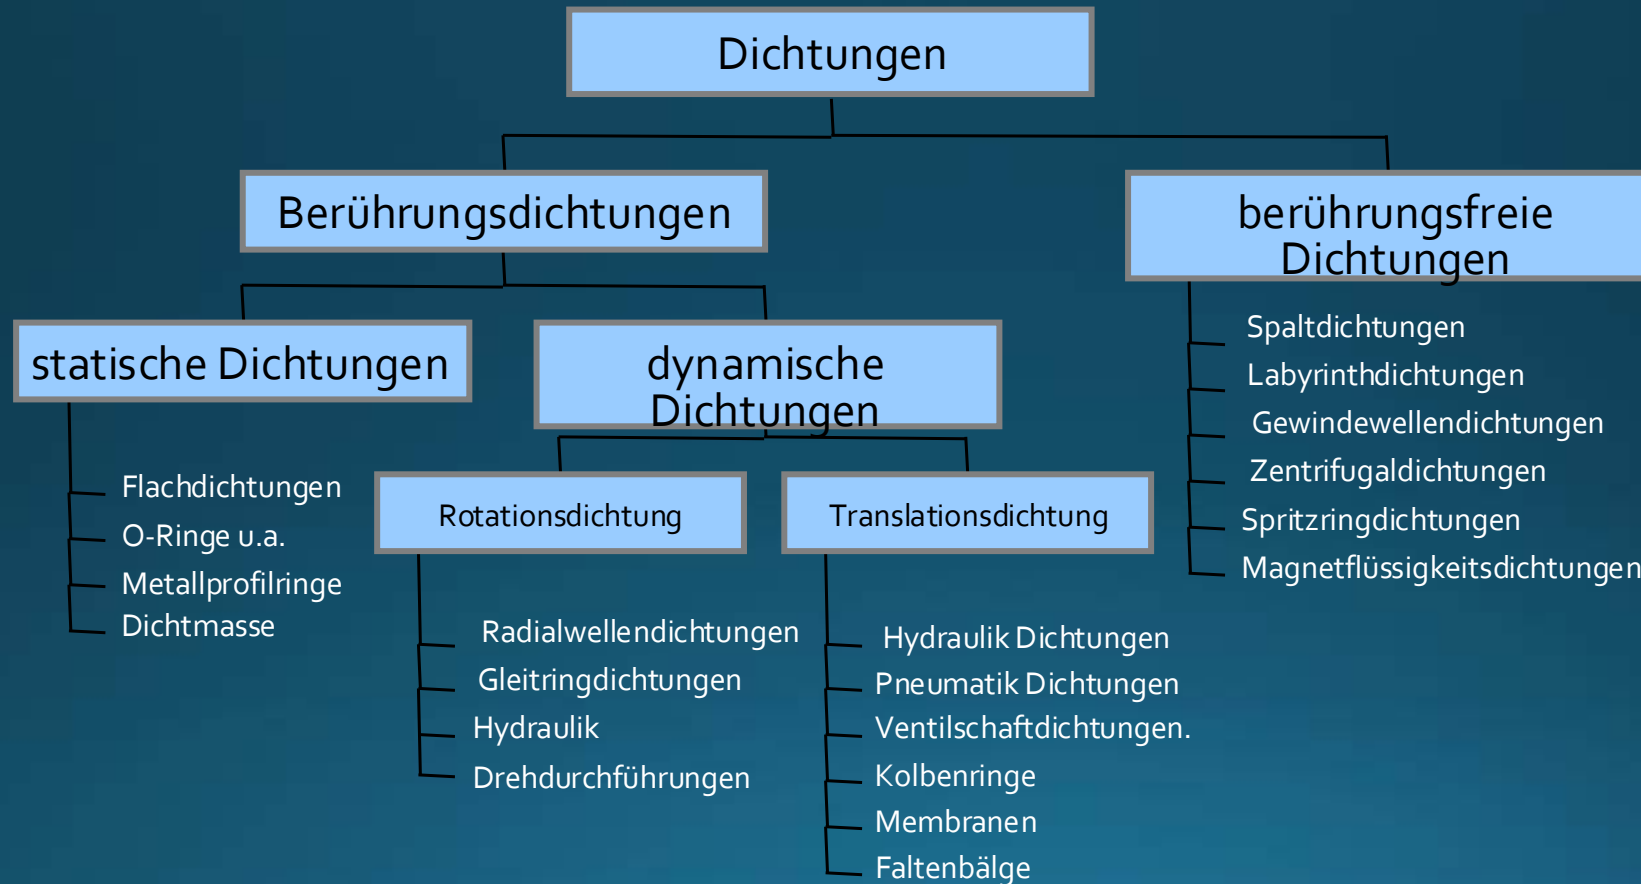 Dichtungen
Berührungsdichtungen
berührungsfreie
Dichtungen
statische Dichtungen
dynamische
Dichtungen
Flachdichtungen
O-Ringe u.a.
Metallprofilringe
Dichtmasse
Rotationsdichtung
Radialwellendichtungen
Gleitringdichtungen
Hydraulik
Drehdurchführungen
Translationsdichtung
Hydraulik Dichtungen
Pneumatik Dichtungen
Ventilschaftdichtungen.
Kolbenringe
Membranen
Faltenbälge
Spaltdichtungen
Labyrinthdichtungen
Gewindewellendichtungen
Zentrifugaldichtungen
Spritzringdichtungen
Magnetflüssigkeitsdichtungen